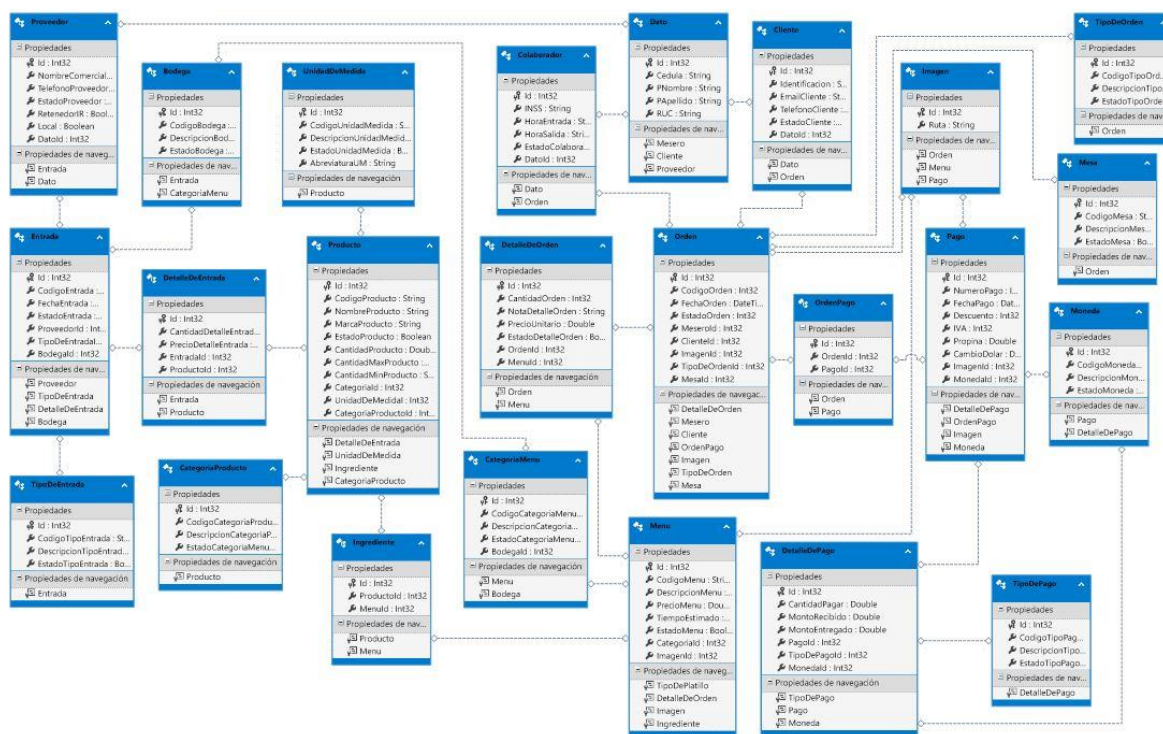 Proveedor
Propiedades
Id : Int32
NombreComercial...
TelefonoProveedor...
EstadoProveedor :...
RetenedorIR : Bool...
Local : Boolean
DatoId : Int32
Propiedades de naveg...
Entrada
Dato
Bodega
Propiedades
Id : Int32
CodigoBodega :...
DescripcionBod...
EstadoBodega :...
Propiedades de nav...
Entrada
CategoriaMenu
UnidadDeMedida
Propiedades
Id : Int32
CodigoUnidadMedida : S...
DescripcionUnidadMedid...
EstadoUnidadMedida : B...
AbreviaturaUM : String
Propiedades de navegación
Producto
Colaborador
Propiedades
Id : Int32
INSS : String
HoraEntrada : St...
HoraSalida : Stri...
EstadoColabora...
DatoId : Int32
Propiedades de nav...
Dato
Orden
Dato
Propiedades
Id : Int32
Cedula : String
PNombre : String
PApellido : String
RUC : String
Propiedades de nav...
Mesero
Cliente
Proveedor
Cliente
Propiedades
Id : Int32
Identificacion : S...
EmailCliente : St...
TelefonoCliente :...
EstadoCliente :...
DatoId : Int32
Propiedades de nav...
Dato
Orden
Imagen
Propiedades
Id : Int32
Ruta : String
Propiedades de nav...
Orden
Menu
Pago
TipoDeOrden
Propiedades
Id : Int32
CodigoTipoOrd...
DescripcionTipo...
EstadoTipoOrde...
Propiedades de nav...
Orden
Mesa
Propiedades
Id : Int32
CodigoMesa : St...
DescripcionMes...
EstadoMesa : Bo...
Propiedades de nav...
Orden
Entrada
Propiedades
Id : Int32
CodigoEntrada :...
FechaEntrada :...
EstadoEntrada :...
ProveedorId : Int...
TipoDeEntradaI...
BodegaId : Int32
Propiedades de nav...
Proveedor
TipoDeEntrada
DetalleDeEntrada
Bodega
DetalleDeEntrada
Propiedades
Id : Int32
CantidadDetalleEntrad...
PrecioDetalleEntrada :...
EntradaId : Int32
ProductoId : Int32
Propiedades de navegación
Entrada
Producto
Producto
Propiedades
Id : Int32
CodigoProducto : String
NombreProducto : String
MarcaProducto : String
EstadoProducto : Boolean
CantidadProducto : Doub...
CantidadMaxProducto :...
CantidadMinProducto : S...
CategoriaId : Int32
UnidadDeMedidaI : Int32
CategoriaProductoId : Int...
Propiedades de navegación
DetalleDeEntrada
UnidadDeMedida
Ingrediente
CategoriaProducto
DetalleDeOrden
Propiedades
Id : Int32
CantidadOrden : Int32
NotaDetalleOrden : String
PrecioUnitario : Double
EstadoDetalleOrden : Bo...
OrdenId : Int32
MenuId : Int32
Propiedades de navegación
Orden
Menu
Orden
Propiedades
Id : Int32
CodigoOrden : Int32
FechaOrden : DateTi...
EstadoOrden : Int32
MeseroId : Int32
ClienteId : Int32
ImagenId : Int32
TipoDeOrdenId : Int32
MesaId : Int32
Propiedades de navegac...
DetalleDeOrden
Mesero
Cliente
OrdenPago
Imagen
TipoDeOrden
Mesa
OrdenPago
Propiedades
Id : Int32
OrdenId : Int32
PagoId : Int32
Propiedades de nav...
Orden
Pago
Pago
Propiedades
Id : Int32
NumeroPago : I...
FechaPago : Dat...
Descuento : Int32
IVA : Int32
Propina : Double
CambioDolar : D...
ImagenId : Int32
MonedaId : Int32
Propiedades de nav...
DetalleDePago
OrdenPago
Imagen
Moneda
Moneda
Propiedades
Id : Int32
CodigoMoneda...
DescripcionMon...
EstadoMoneda :...
Propiedades de nav...
Pago
DetalleDePago
TipoDeEntrada
Propiedades
Id : Int32
CodigoTipoEntrada : St...
DescripcionTipoEntrad...
EstadoTipoEntrada : Bo...
Propiedades de navegación
Entrada
CategoriaProducto
Propiedades
Id : Int32
CodigoCategoriaProdu...
DescripcionCategoriaP...
EstadoCategoriaMenu...
Propiedades de navegación
Producto
Ingrediente
Propiedades
Id : Int32
ProductoId : Int32
MenuId : Int32
Propiedades de nav...
Producto
Menu
CategoriaMenu
Propiedades
Id : Int32
CodigoCategoriaMenu...
DescripcionCategoria...
EstadoCategoriaMenu...
BodegaId : Int32
Propiedades de navegación
Menu
Bodega
Menu
Propiedades
Id : Int32
CodigoMenu : Stri...
DescripcionMenu :...
PrecioMenu : Dou...
TiempoEstimado :...
EstadoMenu : Bool...
CategoriaId : Int32
ImagenId : Int32
Propiedades de naveg...
TipoDePlatillo
DetalleDeOrden
Imagen
Ingrediente
DetalleDePago
Propiedades
Id : Int32
CantidadPagar : Double
MontoRecibido : Double
MontoEntregado : Double
PagoId : Int32
TipoDePagoId : Int32
MonedaId : Int32
Propiedades de navegación
TipoDePago
Pago
Moneda
TipoDePago
Propiedades
Id : Int32
CodigoTipoPag...
DescripcionTipo...
EstadoTipoPago...
Propiedades de nav...
DetalleDePago